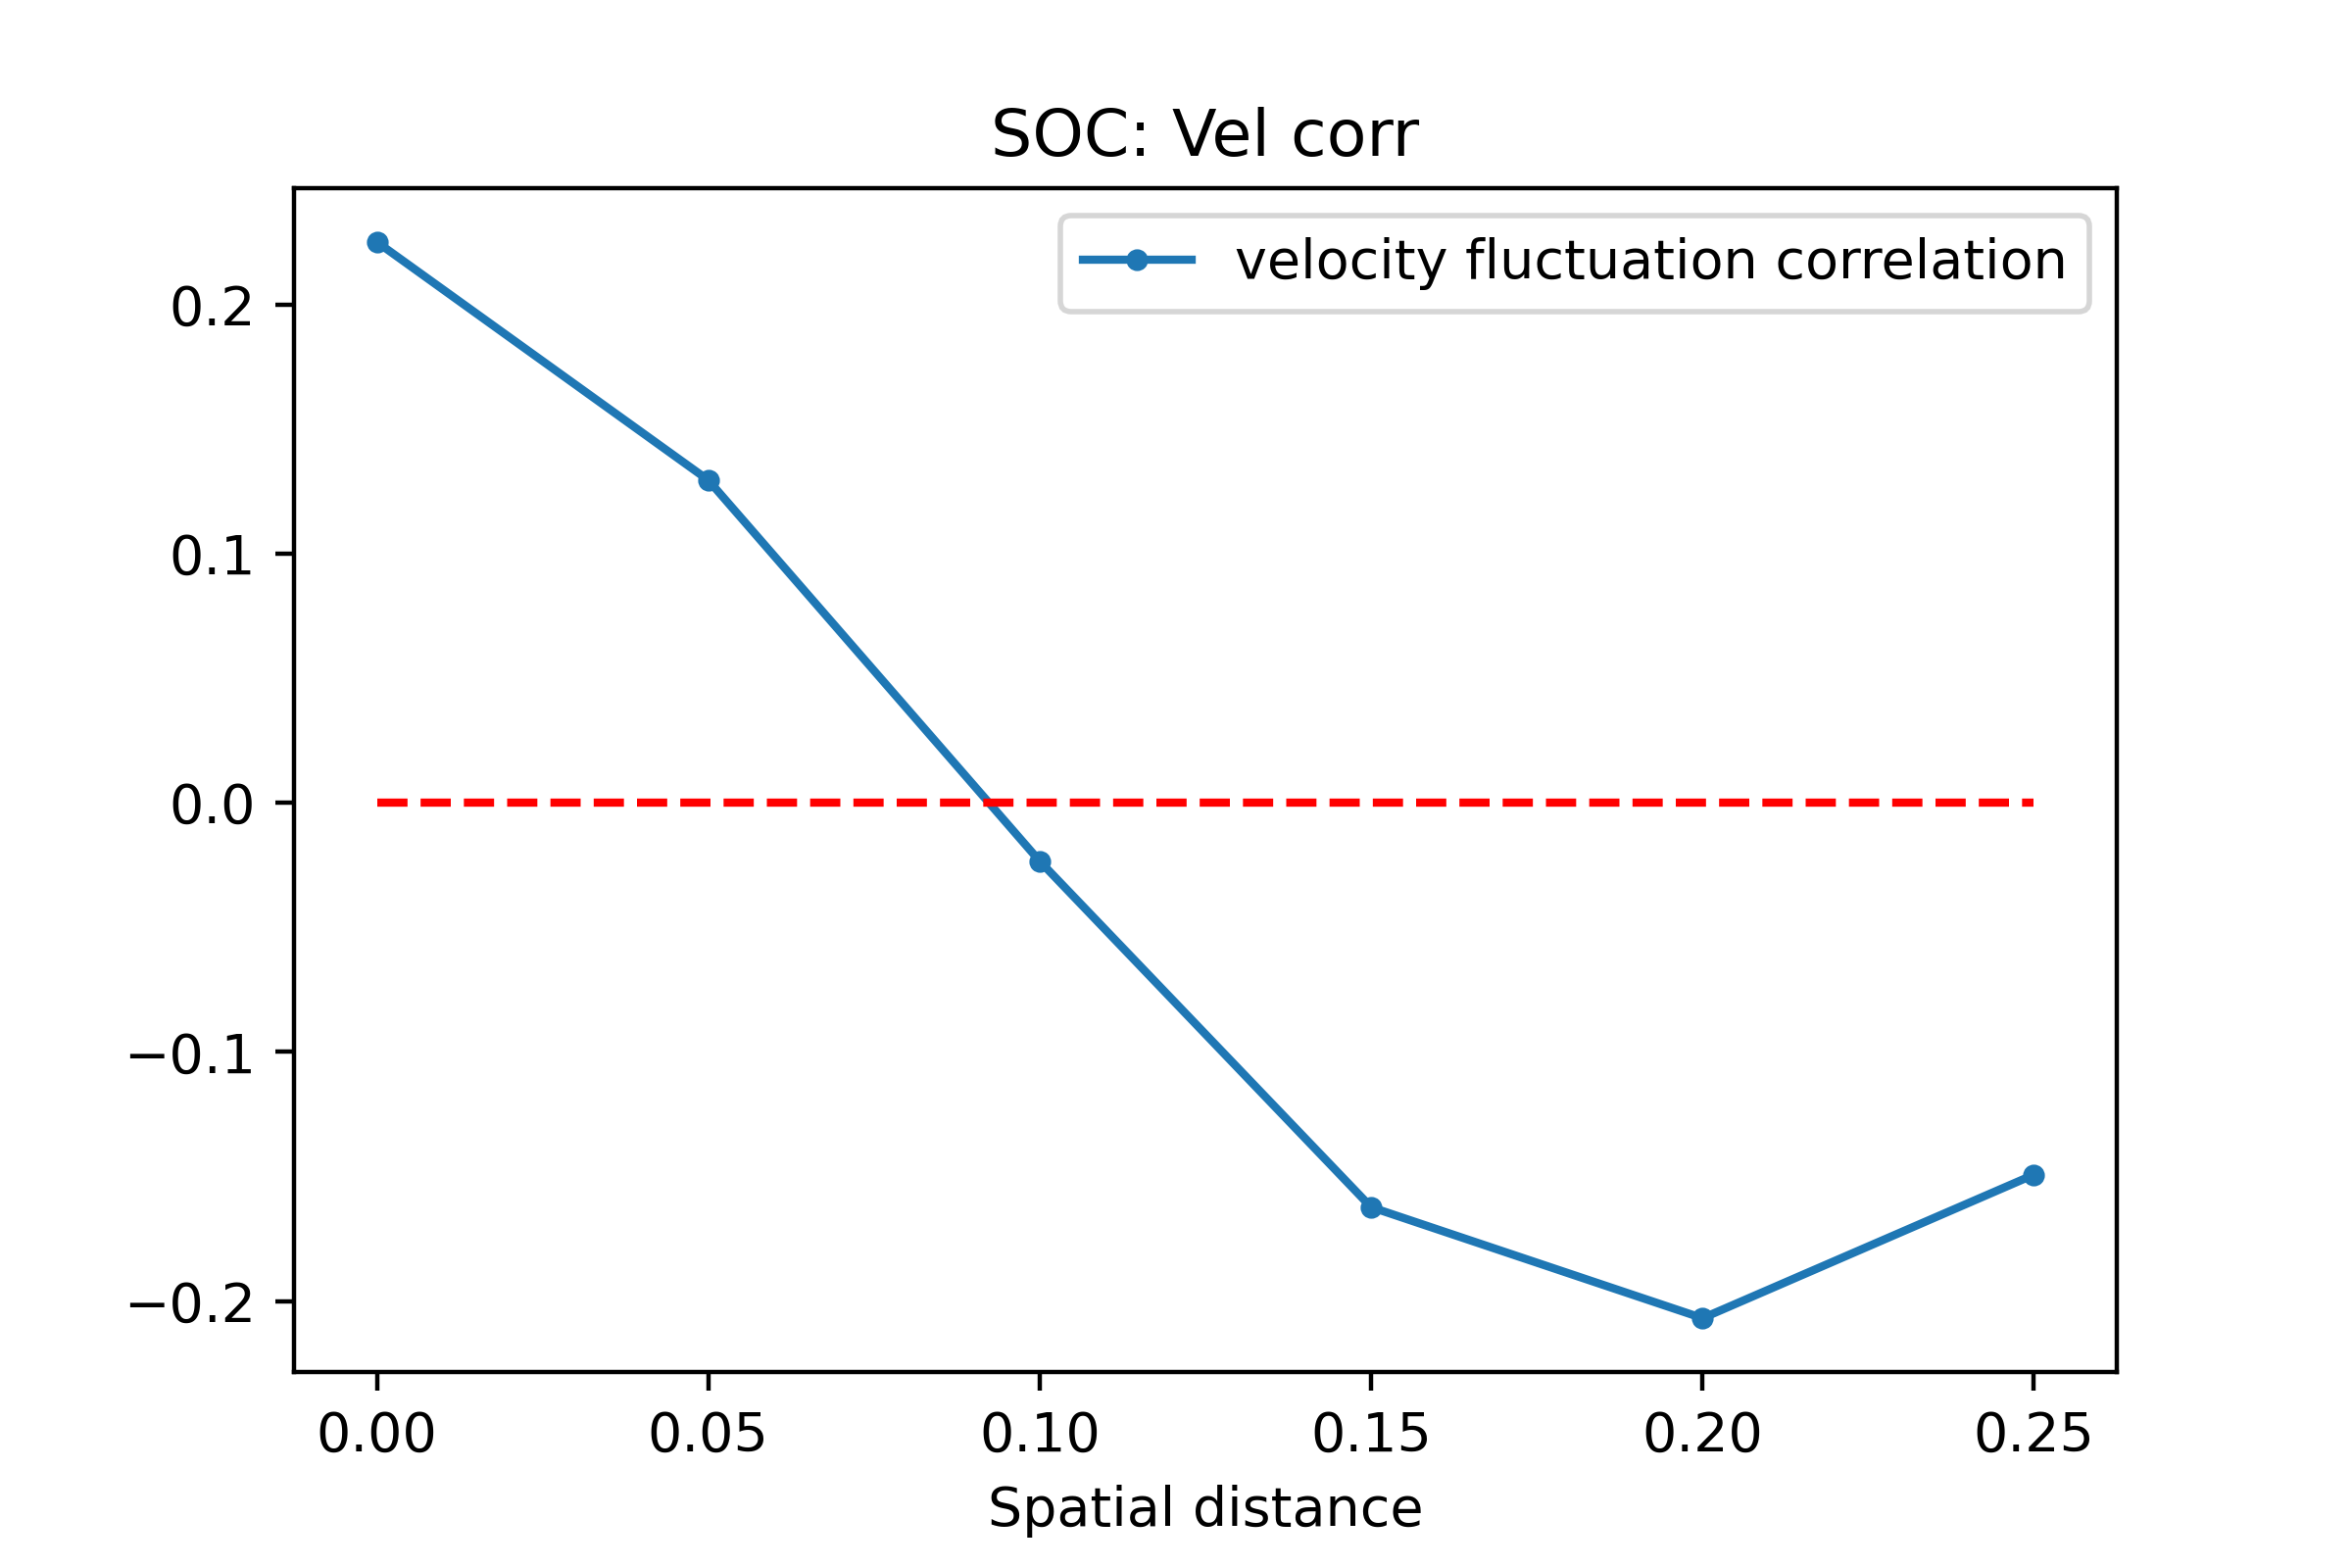 SOC: Vel corr
velocity fluctuation correlation
0.2
0.1
0.0
−0.1
−0.2
0.00 0.05 0.10 0.15 0.20 0.25
Spatial distance